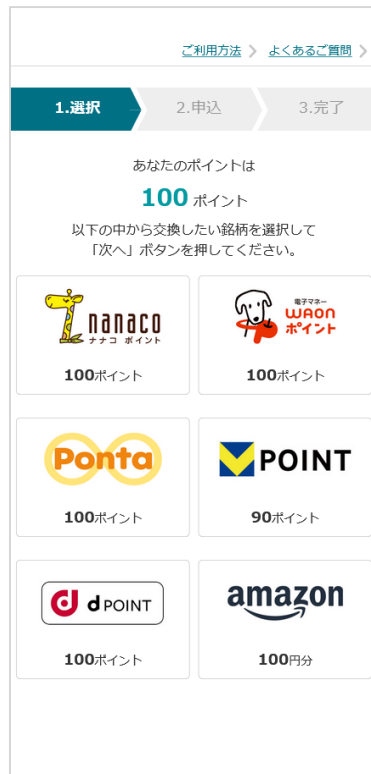 ご利用方法 よくあるご質問
1.選択 2.申込 3.完了
あなたのポイントは
100 ポイント
以下の中から交換したい銘柄を選択して
「次へ」ボタンを押してください。
nanaco
ナナコ ポイント
100ポイント
電子マネー
WAON
ポイント
100ポイント
Ponta
100ポイント
POINT
90ポイント
d d POINT
100ポイント
amazon
100円分